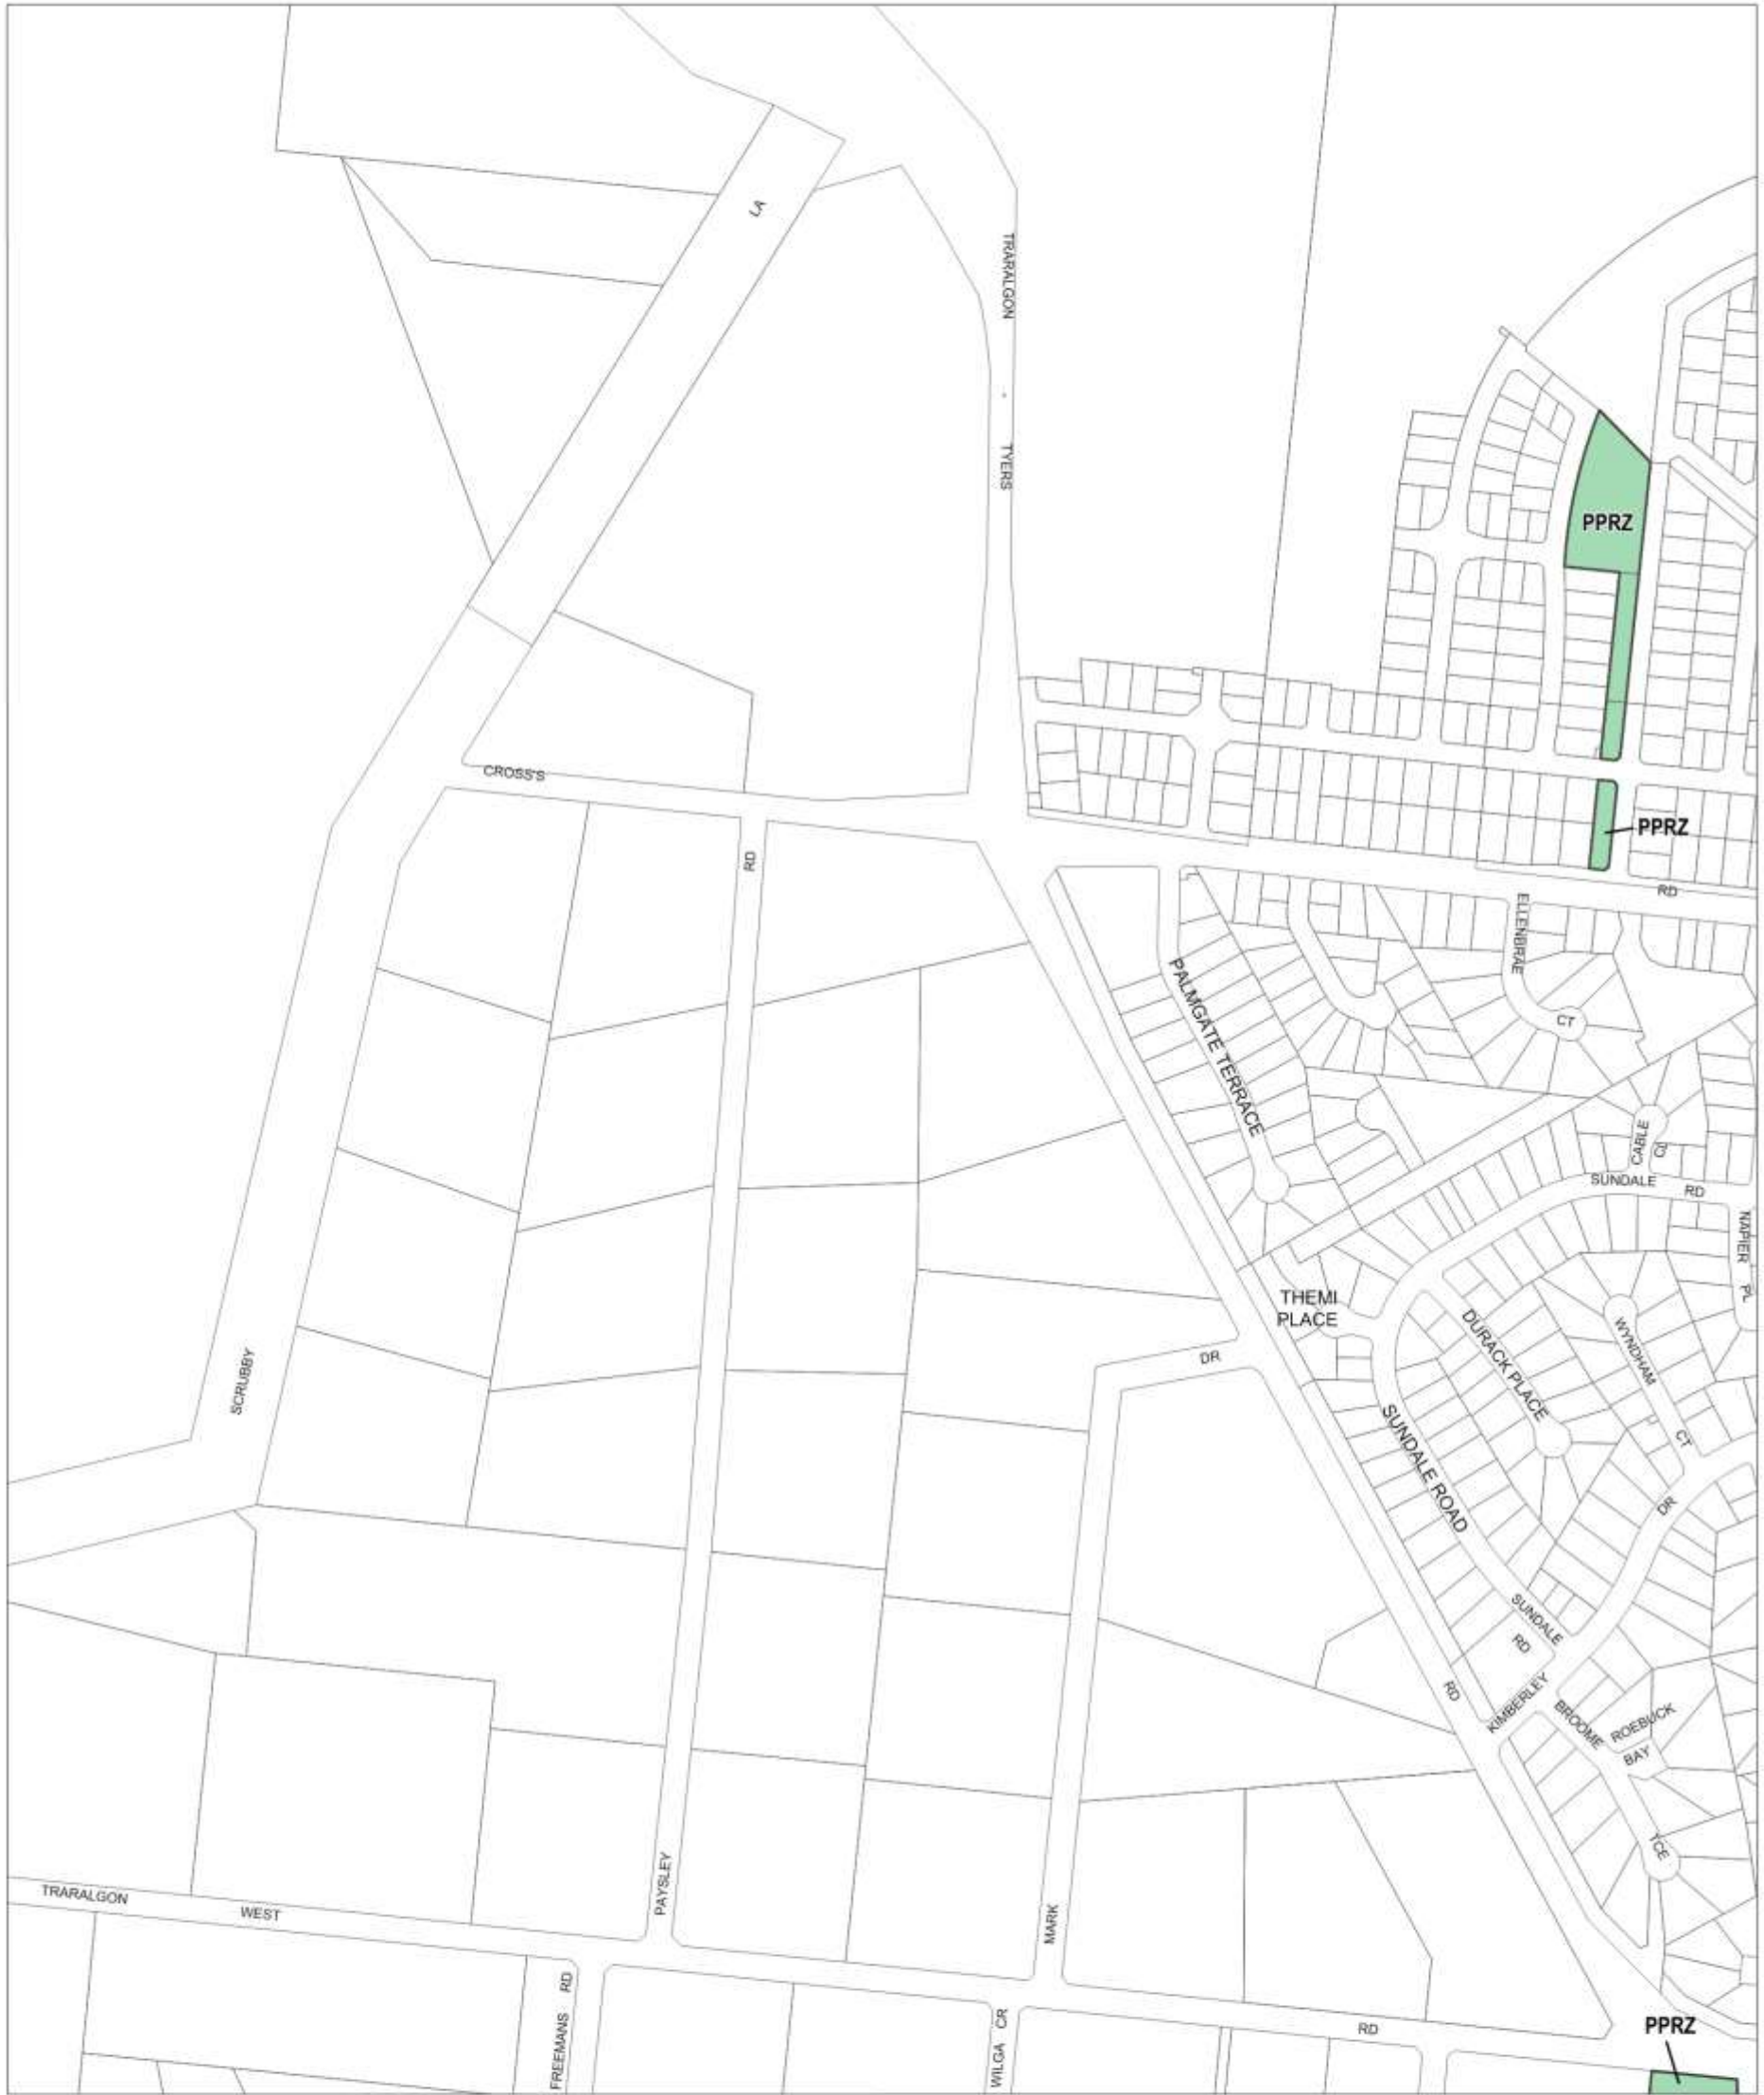 LA
TRARALGON
-
TYERS
PPRZ
CROSS'S
PPRZ
RD
RD
ELLENBRAE
CT
PALMGATE TERRACE
CABLE
CL
SUNDALE
RD
NAPIER
PL
THEMI
PLACE
DR
DURACK PLACE
WYNDHAM
CT
SCRUBBY
SUNDALE ROAD
DR
SUNDALE
RD
RD
KIMBERLEY
BROOME
ROEBUCK
BAY
TCE
PAYSLEY
TRARALGON
WEST
MARK
FREEMANS
RD
WILGA
CR
RD
PPRZ